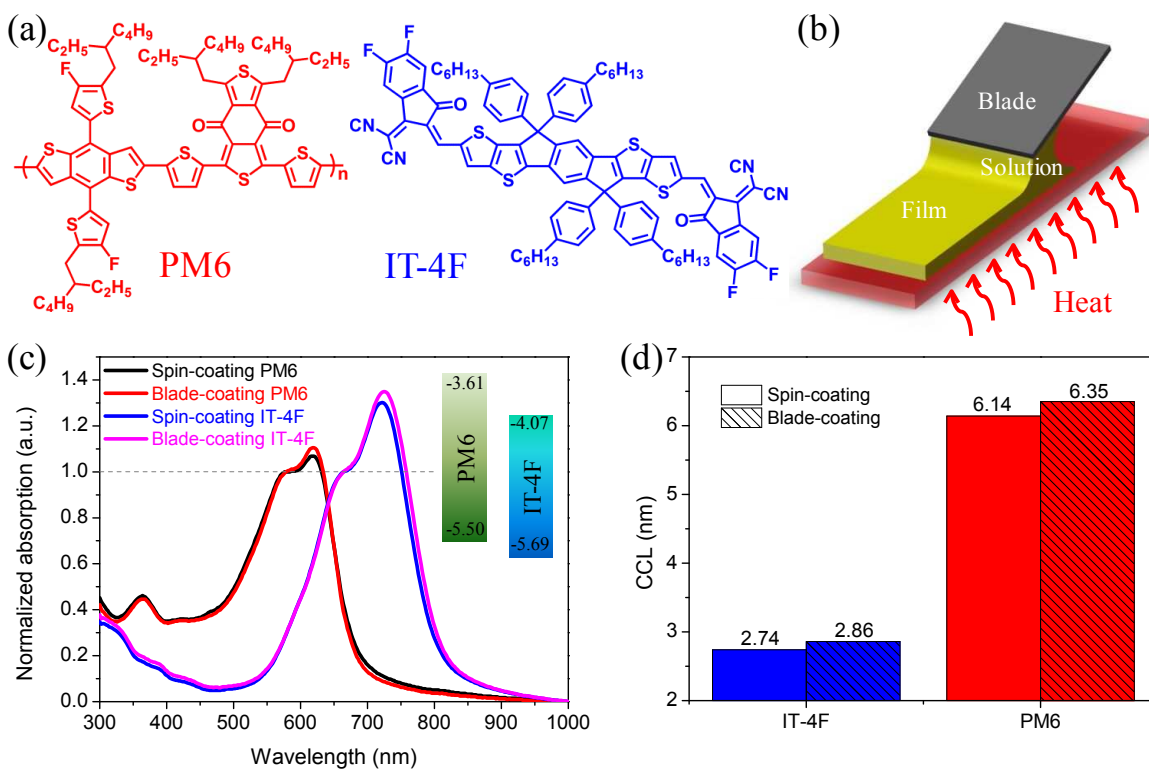 (a)
C4H9
C2H5
F
S
C4H9
C4H9
C2H5
S
C2H5
O
O
S
S
S
S
S
n
S
F
C4H9
C2H5
PM6
F
F
C6H13
C6H13
O
NC
CN
S
S
S
S
CN
CN
O
C6H13
C6H13
F
F
IT-4F
(b)
Blade
Solution
Film
Heat
(c)
Spin-coating PM6
Blade-coating PM6
Spin-coating IT-4F
Blade-coating IT-4F
-3.61
PM6
-5.50
-4.07
IT-4F
-5.69
Normalized absorption (a.u.)
1.4
1.2
1.0
0.8
0.6
0.4
0.2
0.0
300 400 500 600 700 800 900 1000
Wavelength (nm)
(d)
Spin-coating
Blade-coating
CCL (nm)
7
6
5
4
3
2
2.74
2.86
6.14
6.35
IT-4F
PM6